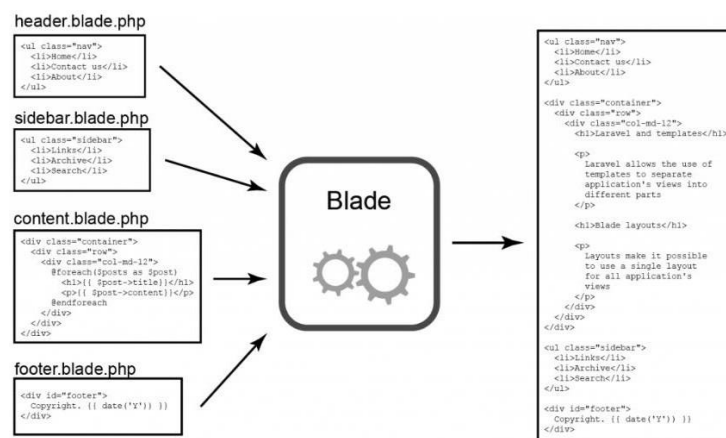 header.blade.php
<ul class="nav">
<li>Home</li>
<li>Contact us</li>
<li>About</li>
</ul>
sidebar.blade.php
<ul class="sidebar">
<li>Links</li>
<li>Archive</li>
<li>Search</li>
</ul>
content.blade.php
<div class="container">
<div class="row">
<div class="col-md-12">
@foreach($posts as $post)
<h1>{{ $post->title}}</h1>
<p>{{ $post->content}}</p>
@endforeach
</div>
</div>
</div>
footer.blade.php
<div id="footer">
Copyright. {{ date('Y') }}
</div>
Blade
<ul class="nav">
<li>Home</li>
<li>Contact us</li>
<li>About</li>
</ul>
<div class="container">
<div class="row">
<div class="col-md-12">
<h1>Laravel and templates</h1>
<p>
Laravel allows the use of
templates to separate
application's views into
different parts
</p>
<h1>Blade layouts</h1>
<p>
Layouts make it possible
to use a single layout
for all application's
views
</p>
</div>
</div>
</div>
<ul class="sidebar">
<li>Links</li>
<li>Archive</li>
<li>Search</li>
</ul>
<div id="footer">
Copyright. {{ date('Y') }}
</div>